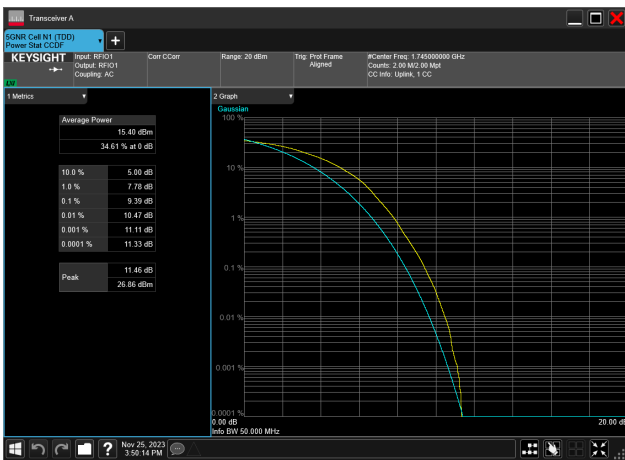 Transceiver A
5GNR Cell N1 (TDD)
Power Stat CCDF
KEYSIGHT
Input: RFIO1
Output: RFIO1
Coupling: AC
Corr CCorr
Range: 20 dBm
Trig: Prot Frame
Aligned
#Center Freq: 1.745000000 GHz
Counts: 2.00 M/2.00 Mpt
CC Info: Uplink, 1 CC
LV
1 Metrics
Average Power
15.40 dBm
34.61 % at 0 dB
10.0 % 5.00 dB
1.0 % 7.78 dB
0.1 % 9.39 dB
0.01 % 10.47 dB
0.001 % 11.11 dB
0.0001 % 11.33 dB
Peak
11.46 dB
26.86 dBm
2 Graph
Gaussian
100 %
10 %
1 %
0.1 %
0.01 %
0.001 %
0.0001 %
0.00 dB
20.00 dB
Info BW 50.000 MHz
Nov 25, 2023
3:50:14 PM